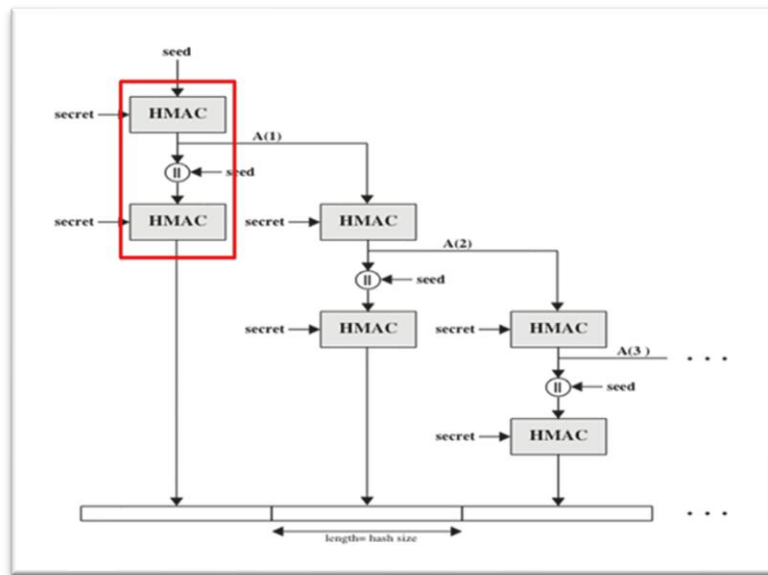 seed
secret
HMAC
A(1)
||
seed
secret
HMAC
secret
HMAC
A(2)
||
seed
secret
HMAC
secret
HMAC
A(3 )
. . .
||
seed
secret
HMAC
. . .
length= hash size